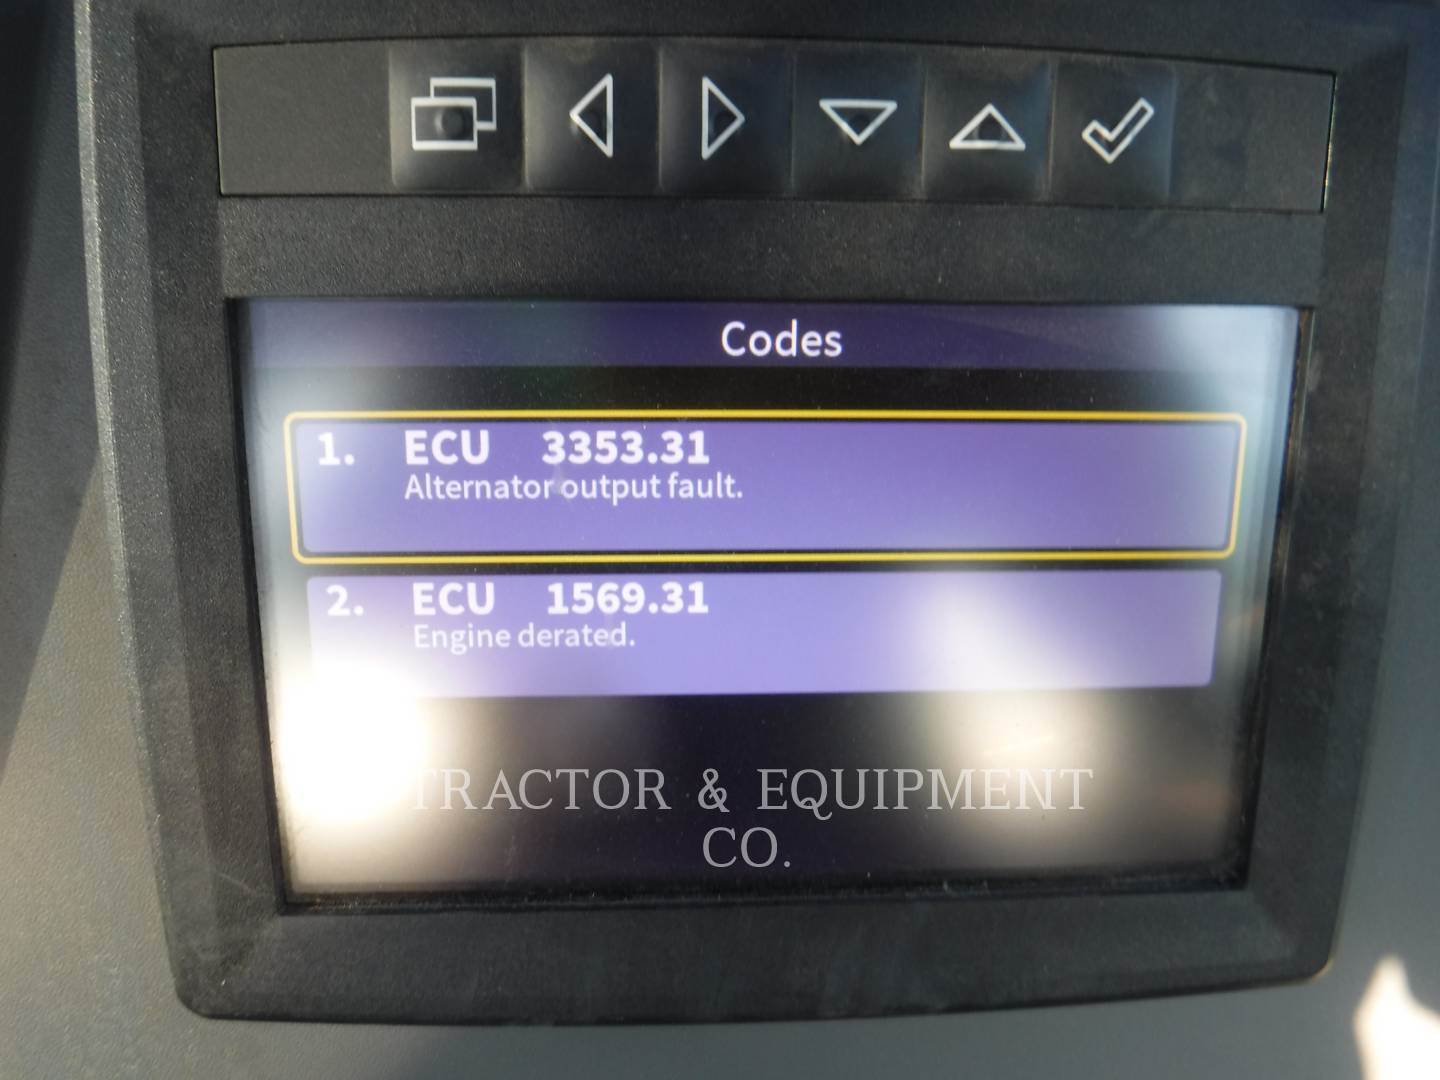 Codes
1. ECU 3353.31
Alternator output fault.
2. ECU 1569.31
Engine derated.
TRACTOR & EQUIPMENT
CO.